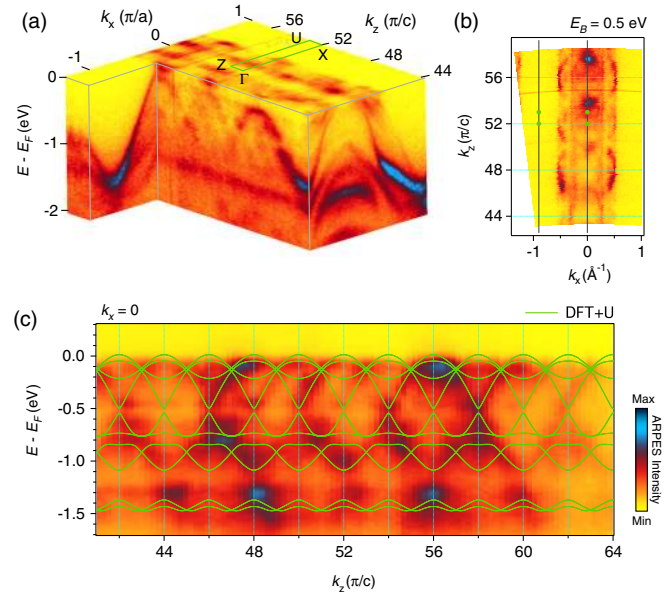 (a)
k_x (π/a)
-1
0
1
56
U
52
k_z (π/c)
48
44
Z
Γ
X
0
-1
-2
E - E_F (eV)
(b)
E_B = 0.5 eV
56
52
48
44
k_z (π/c)
-1
0
1
k_x (Å⁻¹)
(c)
k_x = 0
DFT+U
0.0
-0.5
-1.0
-1.5
E - E_F (eV)
44
48
52
56
60
64
k_z (π/c)
Max
ARPES Intensity
Min